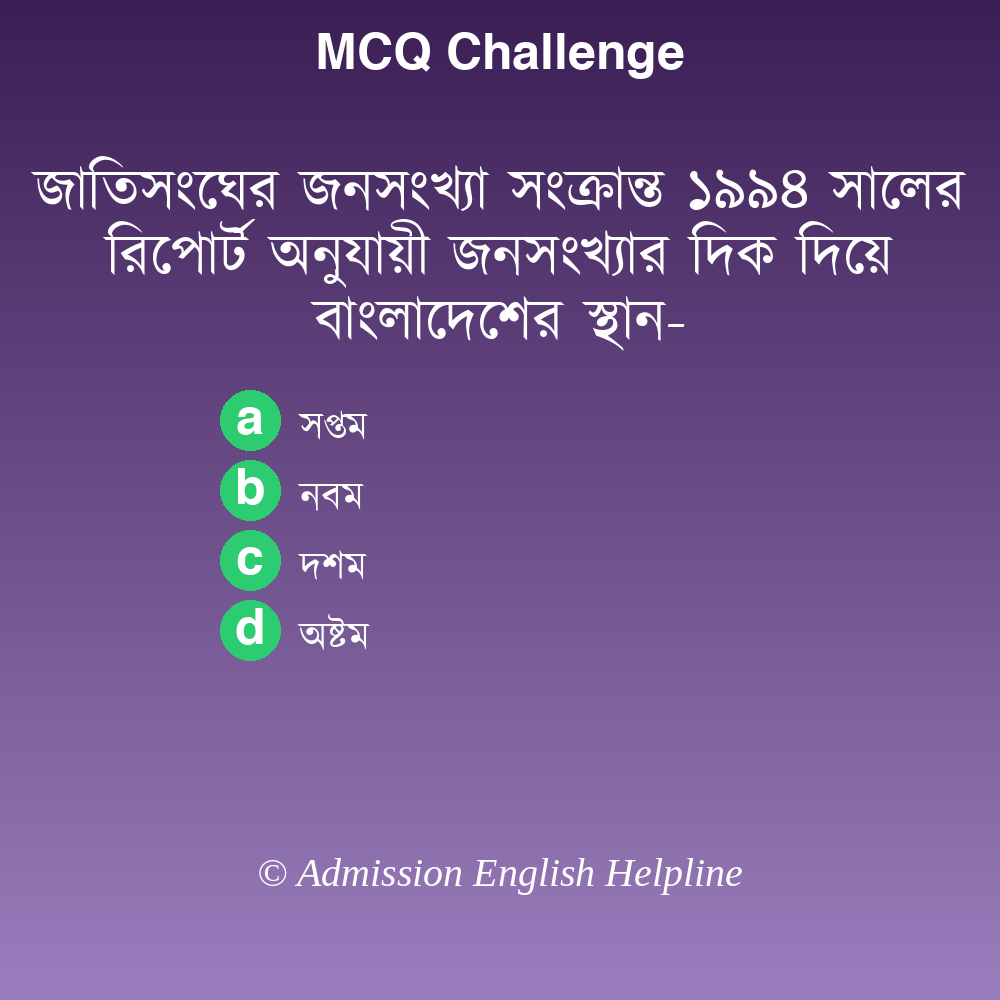 MCQ Challenge
জাতিসংঘের জনসংখ্যা সংক্রান্ত ১৯৯৪ সালের
রিপোর্ট অনুযায়ী জনসংখ্যার দিক দিয়ে
বাংলাদেশের স্থান-
a সপ্তম
b নবম
c দশম
d অষ্টম
© Admission English Helpline